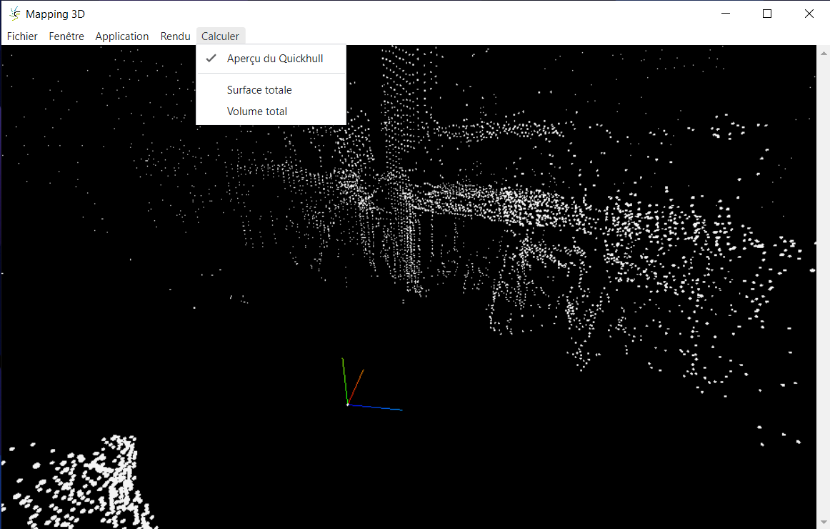 Mapping 3D
Fichier Fenêtre Application Rendu Calculer
Aperçu du Quickhull
Surface totale
Volume total